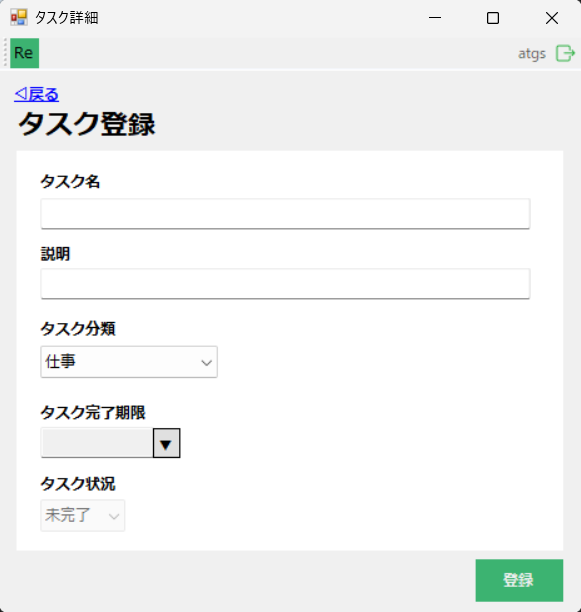 タスク詳細
Re
atgs
◁戻る
タスク登録
タスク名
説明
タスク分類
仕事
タスク完了期限
▼
タスク状況
未完了
登録